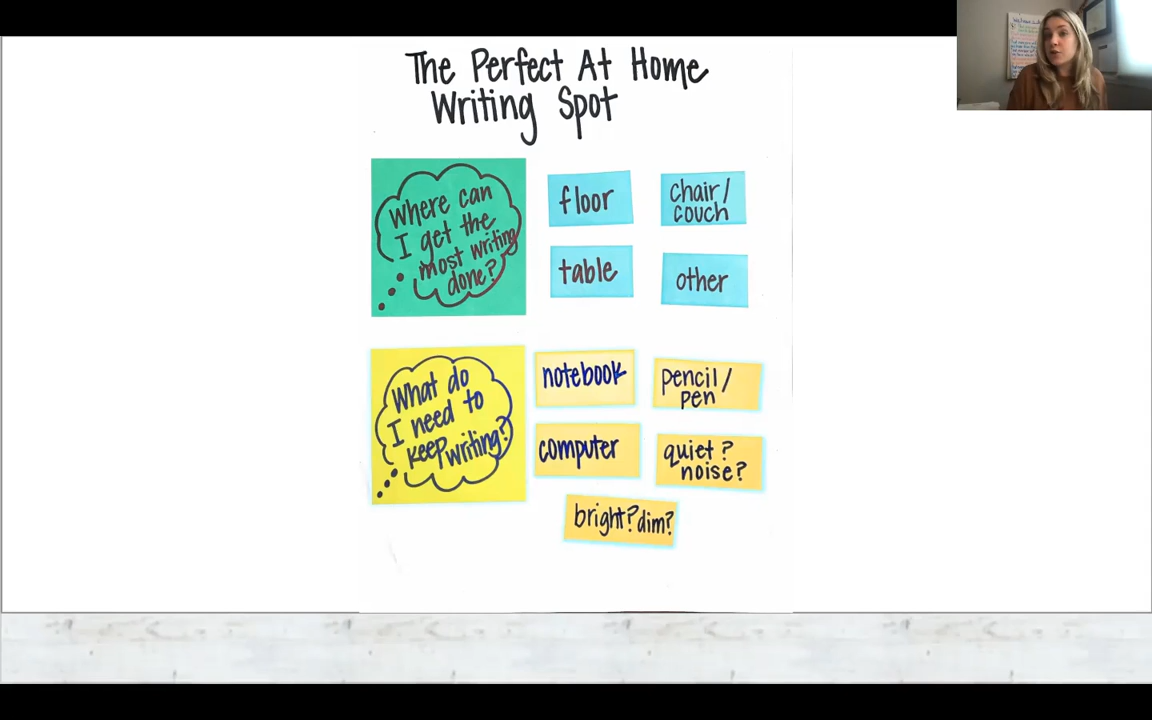 The Perfect At Home
Writing Spot
Where can
I get the
most writing
done?
floor
chair/
couch
table
other
What do
I need to
keep writing?
notebook
pencil/
pen
computer
quiet?
noise?
bright? dim?